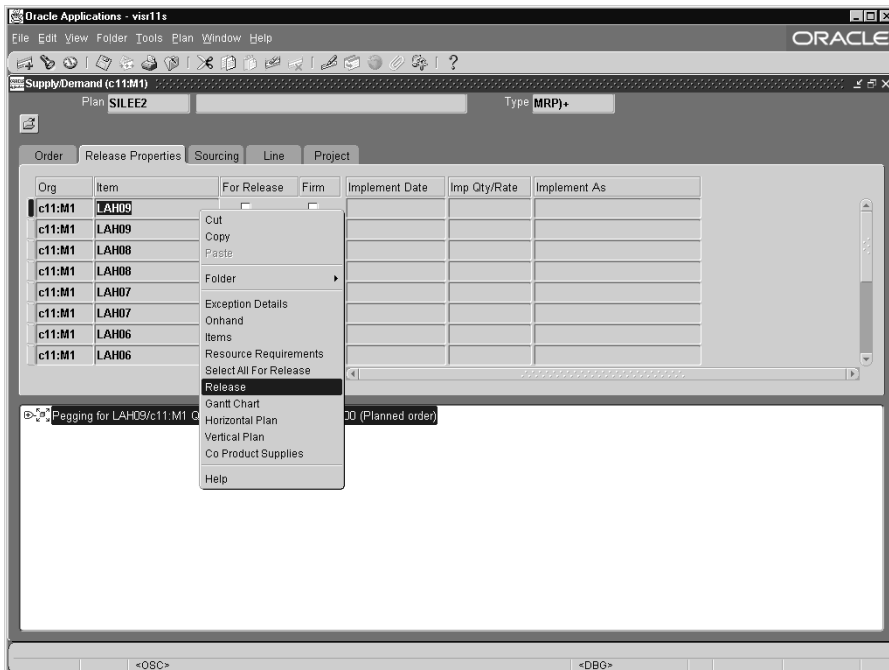 Oracle Applications - visr11s
File Edit View Folder Tools Plan Window Help
ORACLE
Supply/Demand (c11:M1)
Plan SILEE2 Type MRP)+
Order Release Properties Sourcing Line Project
Org Item For Release Firm Implement Date Imp Qty/Rate Implement As
c11:M1 LAH09
c11:M1 LAH09
c11:M1 LAH08
c11:M1 LAH08
c11:M1 LAH07
c11:M1 LAH07
c11:M1 LAH06
c11:M1 LAH06
Cut
Copy
Paste
Folder
Exception Details
Onhand
Items
Resource Requirements
Select All For Release
Release
Gantt Chart
Horizontal Plan
Vertical Plan
Co Product Supplies
Help
Pegging for LAH09/c11:M1 Q 00 (Planned order)
<OSC> <DBG>